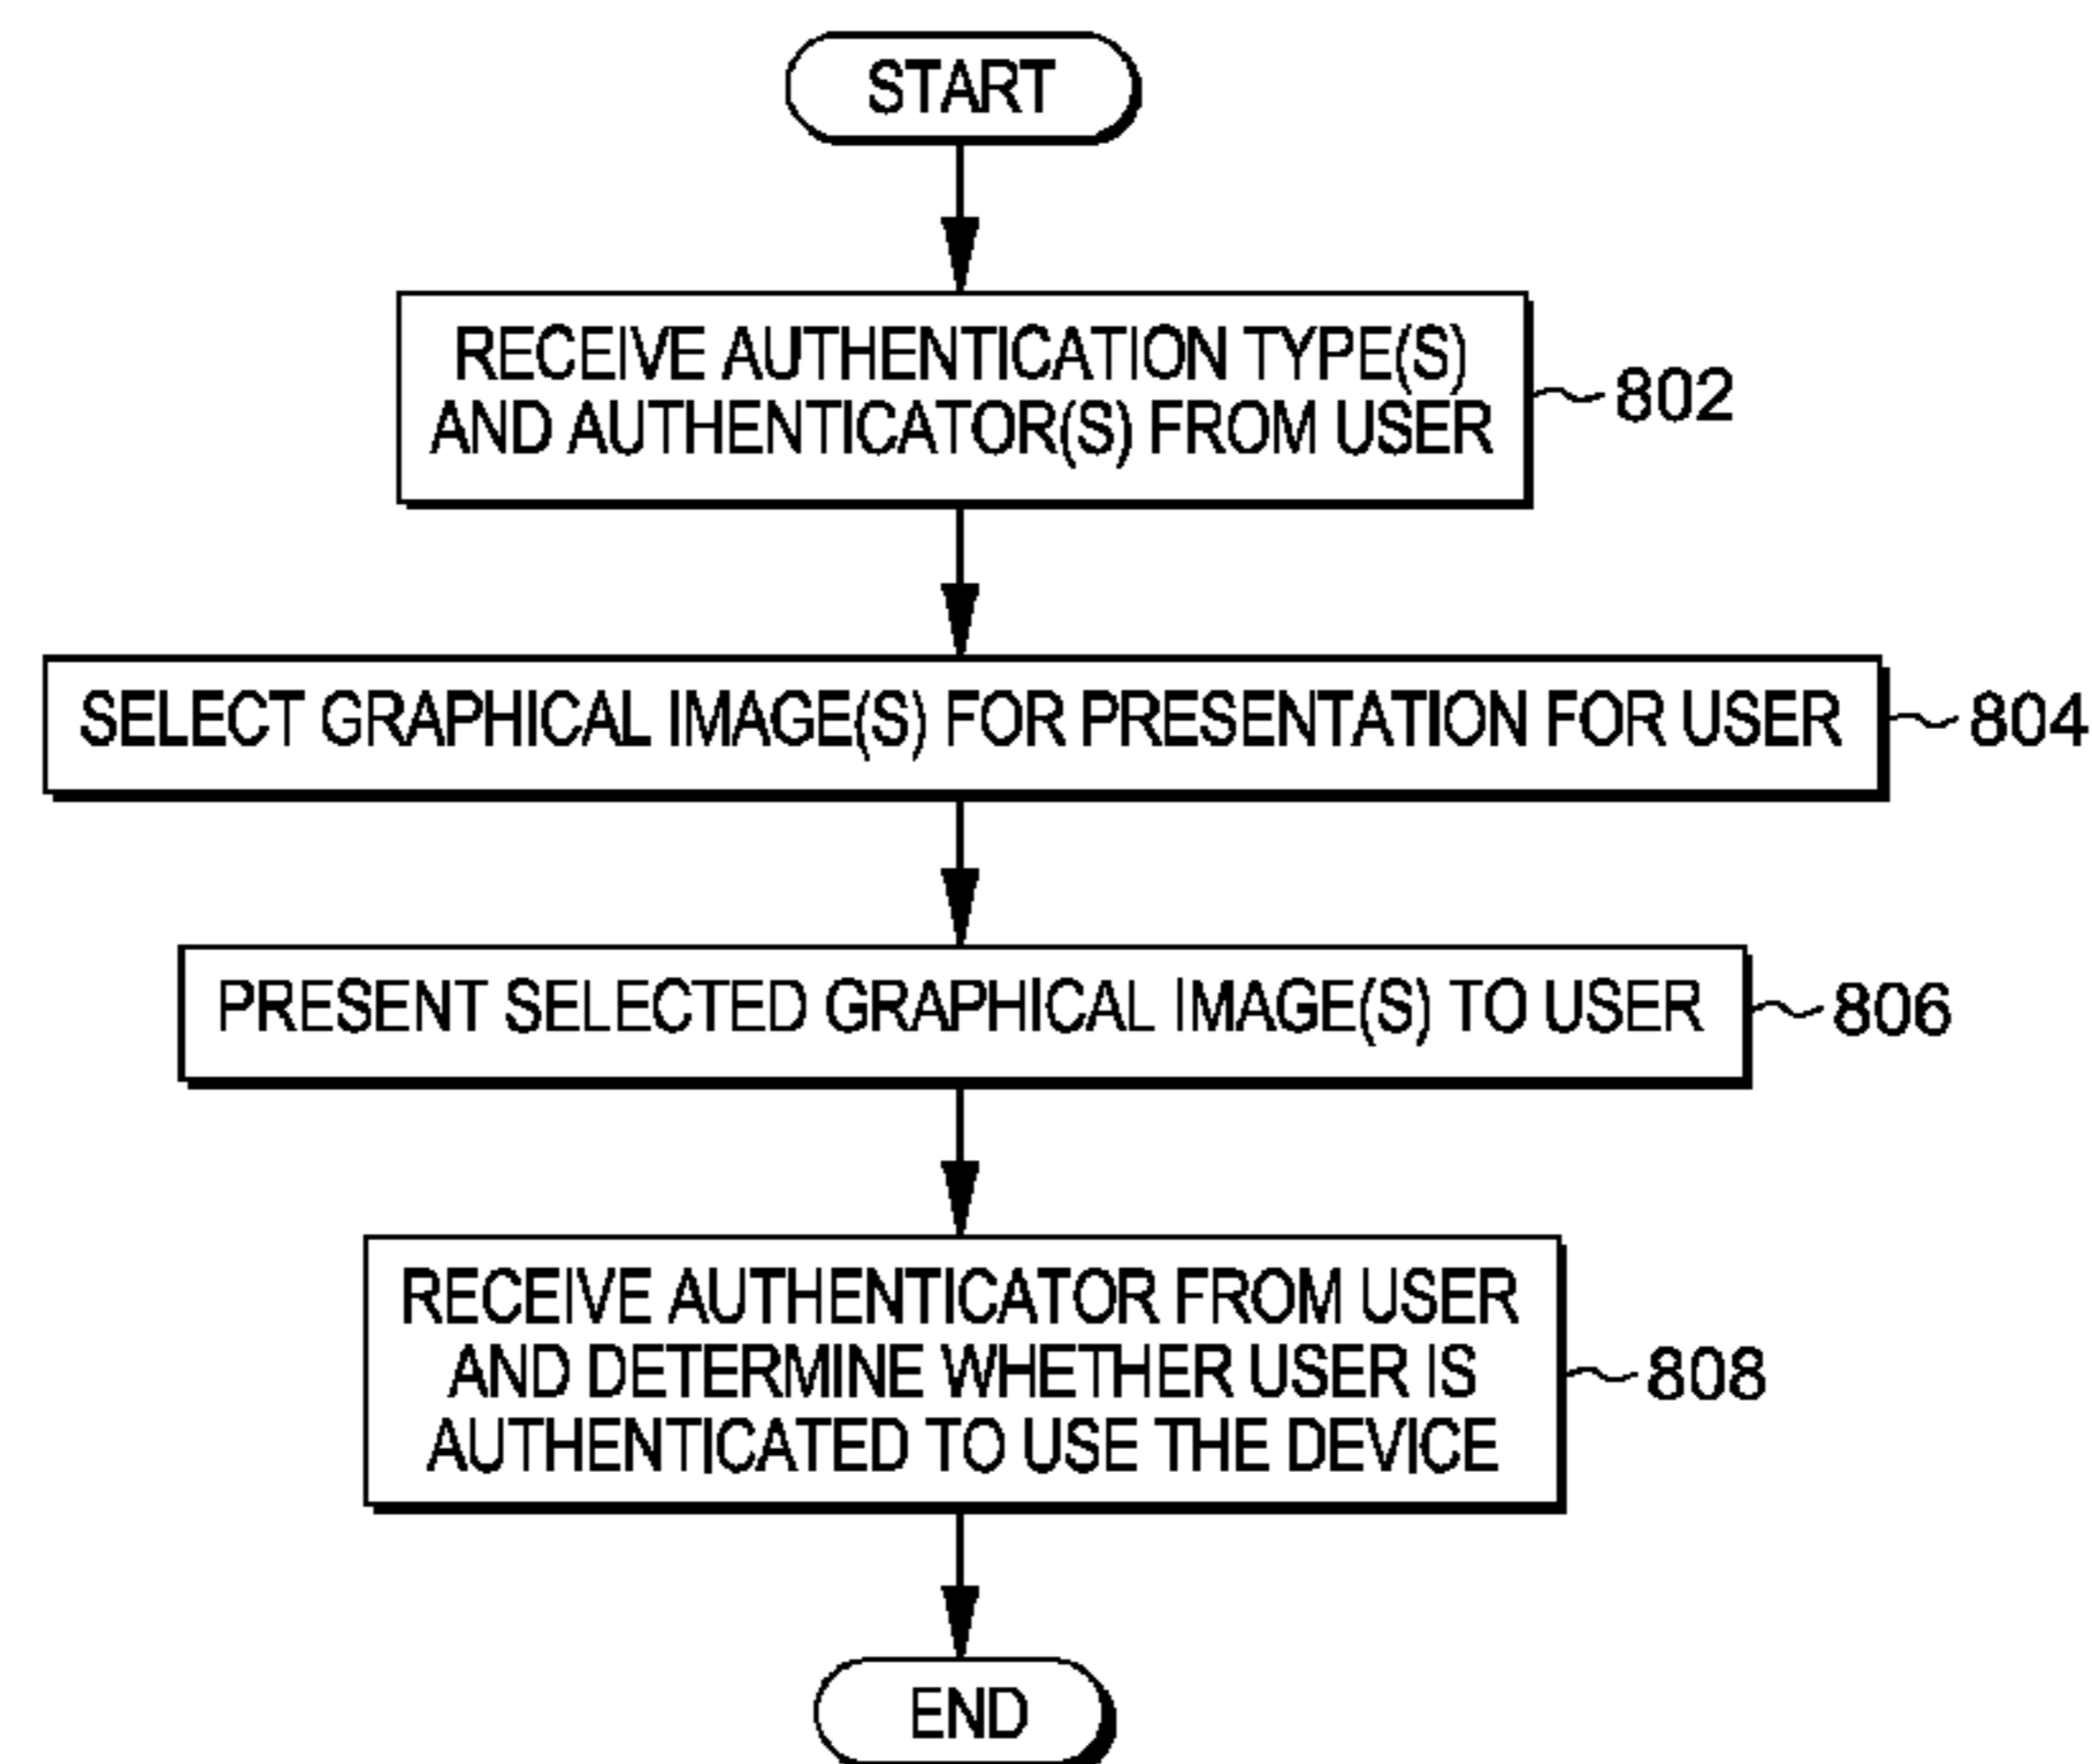 START
RECEIVE AUTHENTICATION TYPE(S)
AND AUTHENTICATOR(S) FROM USER
802
SELECT GRAPHICAL IMAGE(S) FOR PRESENTATION FOR USER
804
PRESENT SELECTED GRAPHICAL IMAGE(S) TO USER
806
RECEIVE AUTHENTICATOR FROM USER
AND DETERMINE WHETHER USER IS
AUTHENTICATED TO USE THE DEVICE
808
END